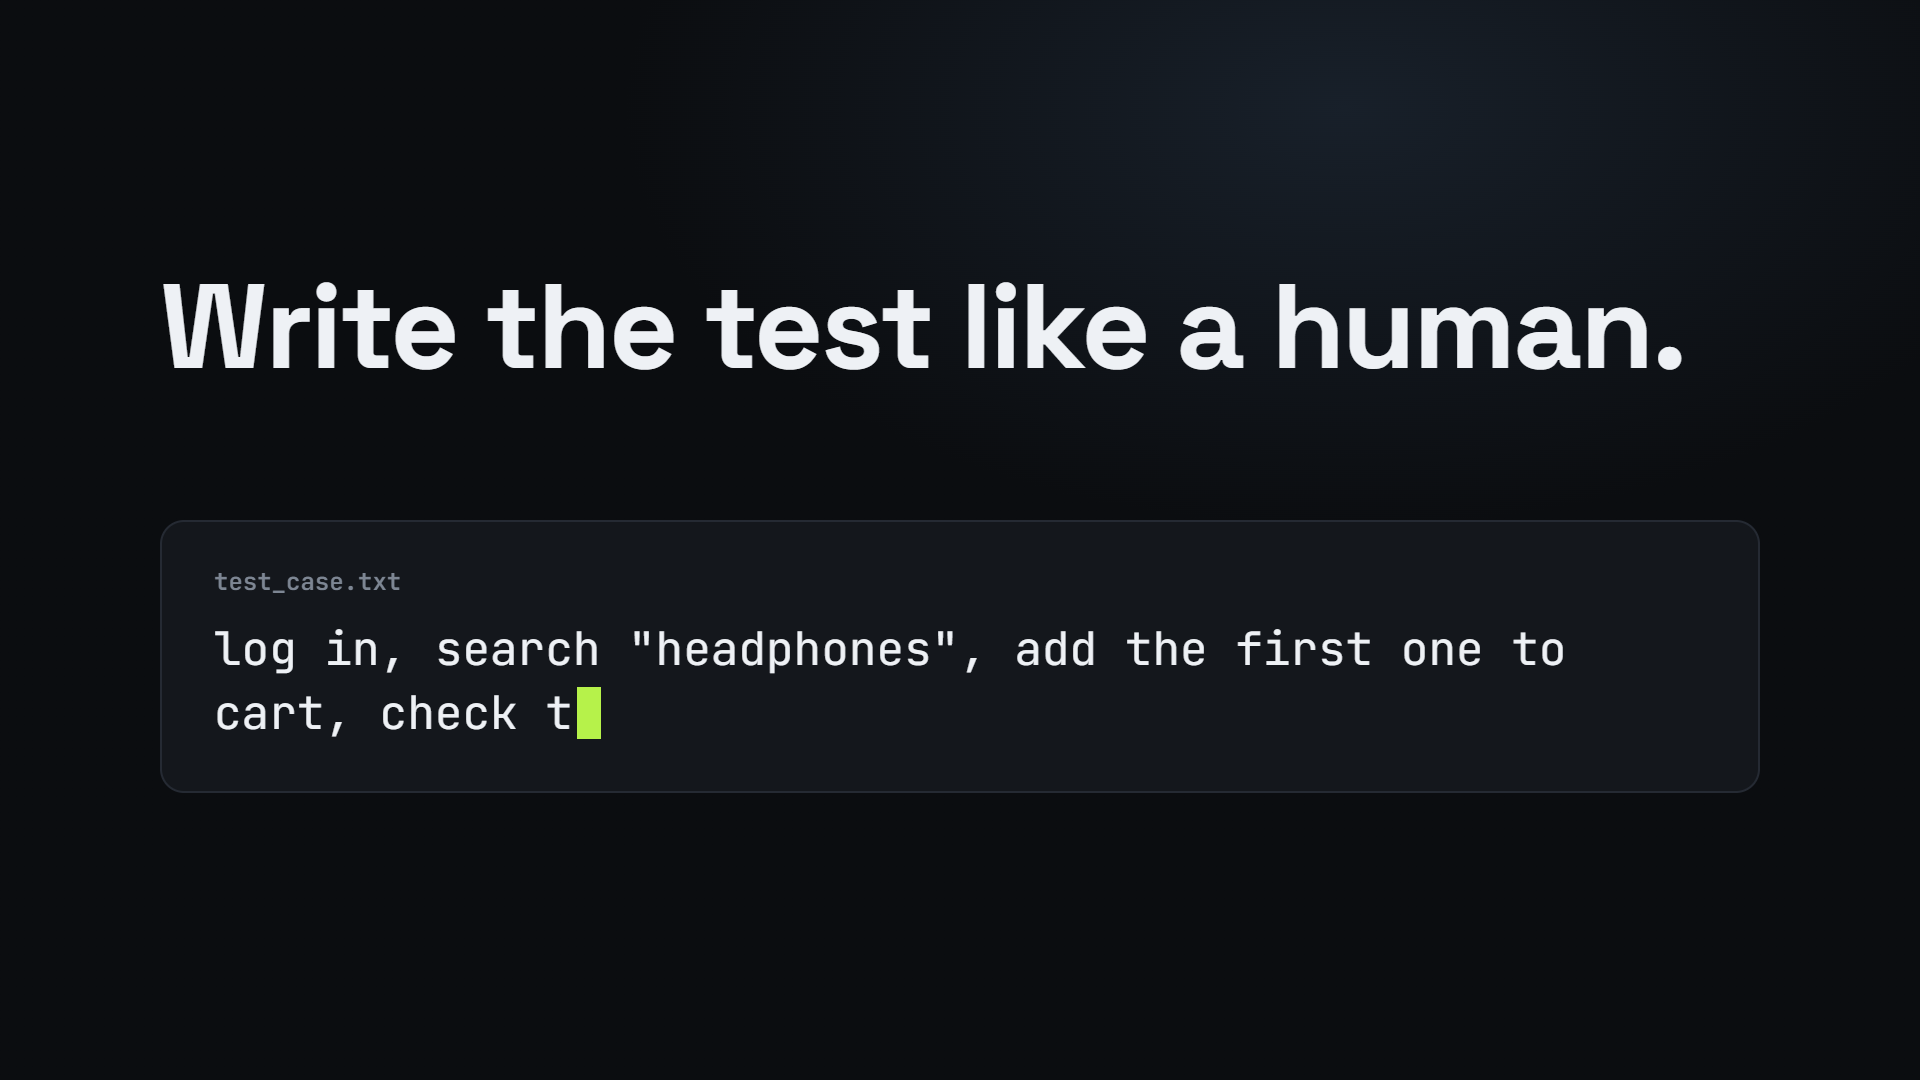 Write the test like a human.
test_case.txt
log in, search "headphones", add the first one to
cart, check t